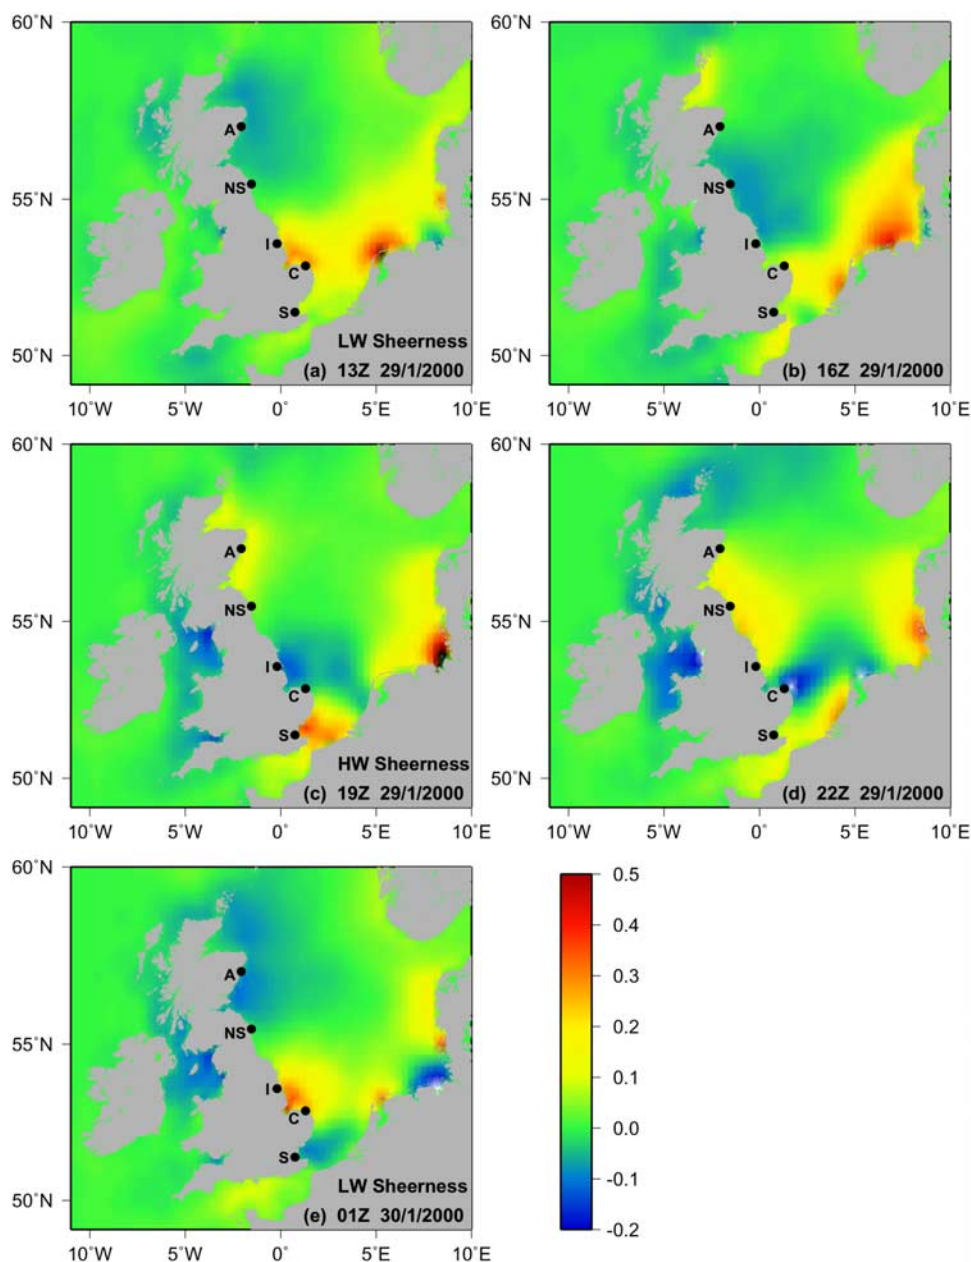 60˚N
55˚N
50˚N
10˚W 5˚W 0˚ 5˚E 10˚E
A
NS
I
C
S
LW Sheerness
(a) 13Z 29/1/2000
60˚N
55˚N
50˚N
10˚W 5˚W 0˚ 5˚E 10˚E
A
NS
I
C
S
(b) 16Z 29/1/2000
60˚N
55˚N
50˚N
10˚W 5˚W 0˚ 5˚E 10˚E
A
NS
I
C
S
HW Sheerness
(c) 19Z 29/1/2000
60˚N
55˚N
50˚N
10˚W 5˚W 0˚ 5˚E 10˚E
A
NS
I
C
S
(d) 22Z 29/1/2000
60˚N
55˚N
50˚N
10˚W 5˚W 0˚ 5˚E 10˚E
A
NS
I
C
S
LW Sheerness
(e) 01Z 30/1/2000
0.5
0.4
0.3
0.2
0.1
0.0
-0.1
-0.2